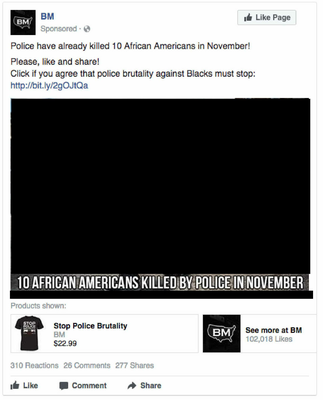 BM
BM
Sponsored ·
Like Page
Police have already killed 10 African Americans in November!
Please, like and share!
Click if you agree that police brutality against Blacks must stop:
http://bit.ly/2gOJtQa
10 AFRICAN AMERICANS KILLED BY POLICE IN NOVEMBER
Products shown:
STOP
Stop Police Brutality
BM
$22.99
BM
See more at BM
102,018 Likes
310 Reactions 26 Comments 277 Shares
Like Comment Share